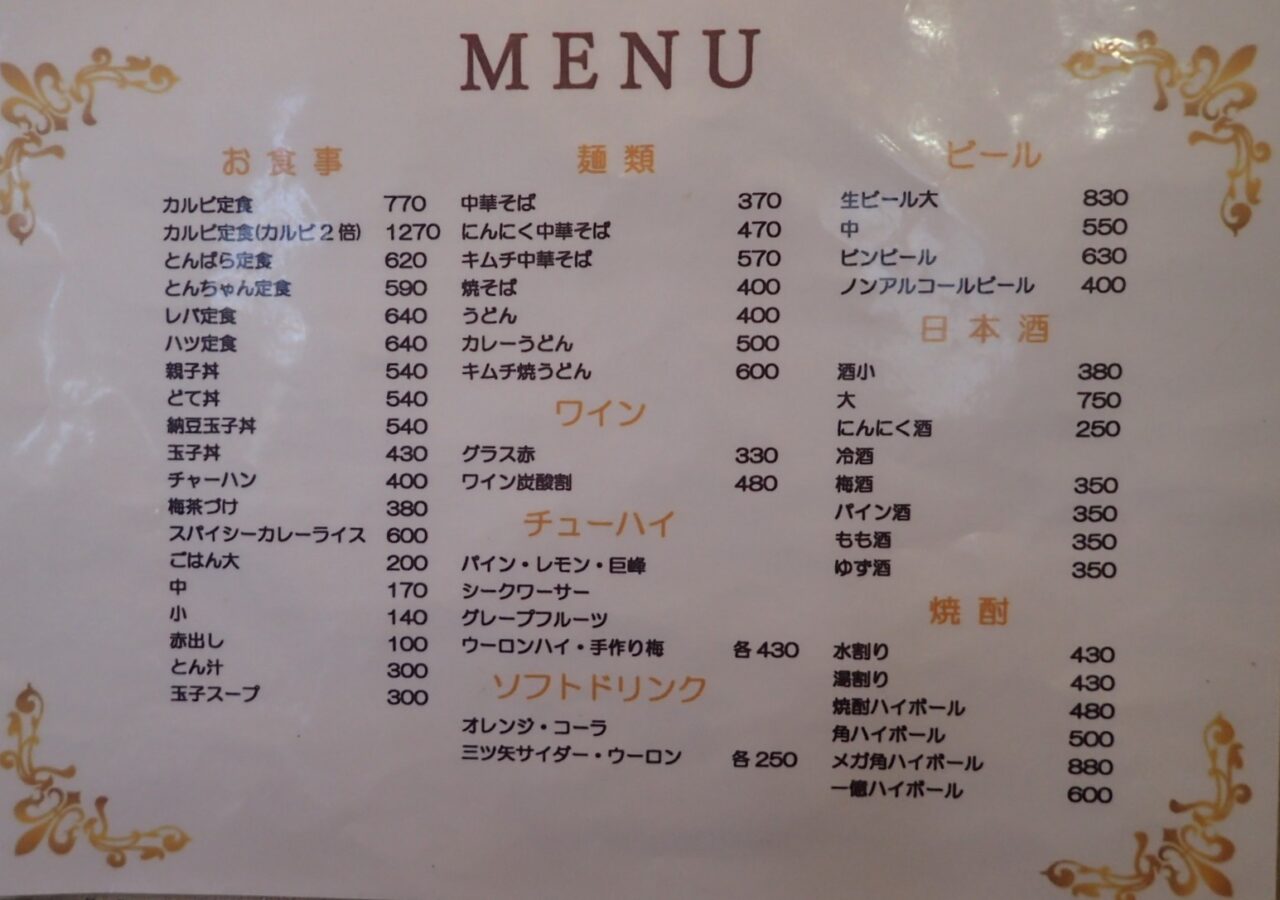 MENU
お食事
カルビ定食 770
カルビ定食(カルビ2倍) 1270
とんばら定食 620
とんちゃん定食 590
レバ定食 640
ハツ定食 640
親子丼 540
どて丼 540
納豆玉子丼 540
玉子丼 430
チャーハン 400
梅茶づけ 380
スパイシーカレーライス 600
ごはん大 200
中 170
小 140
赤出し 100
とん汁 300
玉子スープ 300
麺類
中華そば 370
にんにく中華そば 470
キムチ中華そば 570
焼そば 400
うどん 400
カレーうどん 500
キムチ焼うどん 600
ワイン
グラス赤 330
ワイン炭酸割 480
チューハイ
パイン・レモン・巨峰
シークワーサー
グレープフルーツ
ウーロンハイ・手作り梅 各430
ソフトドリンク
オレンジ・コーラ
三ツ矢サイダー・ウーロン 各250
ビール
生ビール大 830
中 550
ビンビール 630
ノンアルコールビール 400
日本酒
酒小 380
大 750
にんにく酒 250
冷酒
梅酒 350
パイン酒 350
もも酒 350
ゆず酒 350
焼酎
水割り 430
湯割り 430
焼酎ハイボール 480
角ハイボール 500
メガ角ハイボール 880
一億ハイボール 600